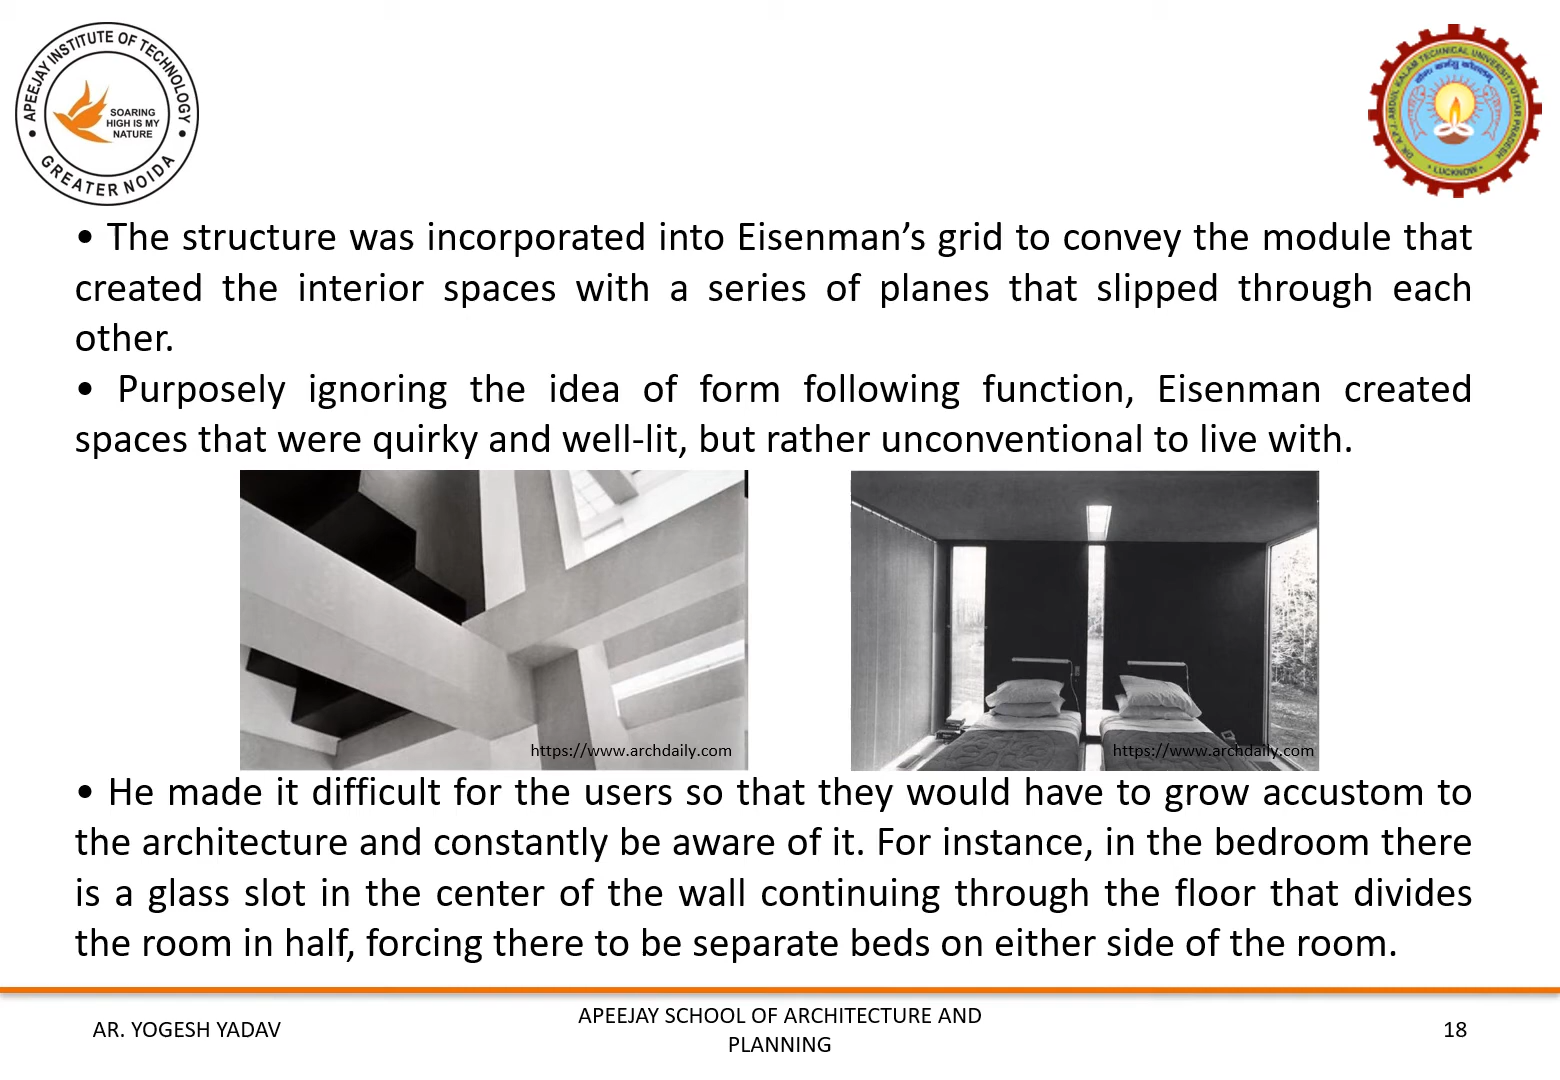 APEEJAY INSTITUTE OF TECHNOLOGY
SOARING
HIGH IS MY
NATURE
GREATER NOIDA
DR. A.P.J. ABDUL KALAM TECHNICAL UNIVERSITY UTTAR PRADESH
• LUCKNOW •
• The structure was incorporated into Eisenman’s grid to convey the module that
created the interior spaces with a series of planes that slipped through each
other.
• Purposely ignoring the idea of form following function, Eisenman created
spaces that were quirky and well-lit, but rather unconventional to live with.
https://www.archdaily.com
https://www.archdaily.com
• He made it difficult for the users so that they would have to grow accustom to
the architecture and constantly be aware of it. For instance, in the bedroom there
is a glass slot in the center of the wall continuing through the floor that divides
the room in half, forcing there to be separate beds on either side of the room.
AR. YOGESH YADAV
APEEJAY SCHOOL OF ARCHITECTURE AND
PLANNING
18